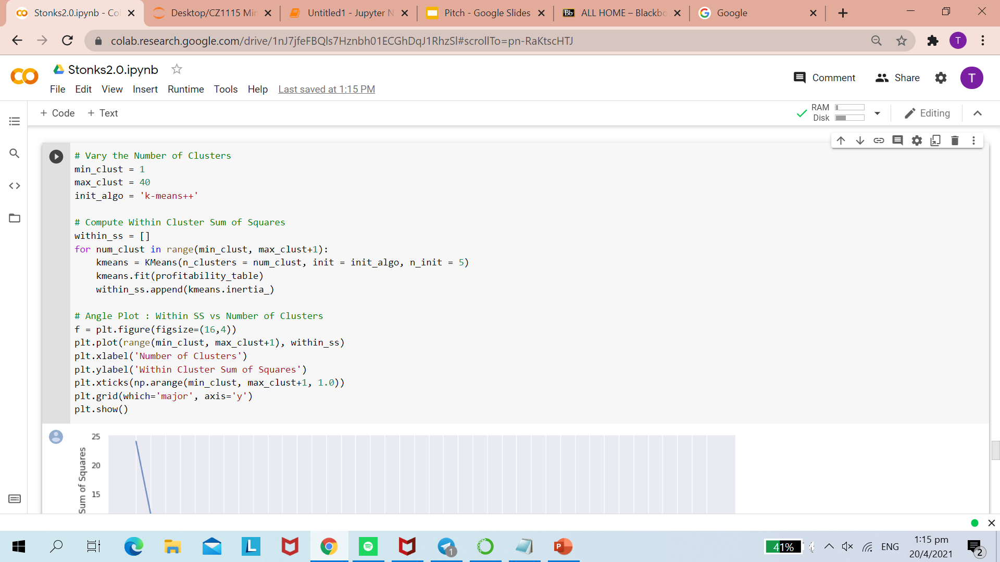 Stonks2.0.ipynb - Co
Desktop/CZ1115 Min
Untitled1 - Jupyter N
Pitch - Google Slides
Bb ALL HOME – Blackbo
Google
colab.research.google.com/drive/1nJ7jfeFBQls7Hznbh01ECGhDqJ1RhzSl#scrollTo=pn-RaKtscHTJ
T
Stonks2.0.ipynb
Comment
Share
T
File Edit View Insert Runtime Tools Help Last saved at 1:15 PM
+ Code + Text
RAM
Disk
Editing
# Vary the Number of Clusters
min_clust = 1
max_clust = 40
init_algo = 'k-means++'
# Compute Within Cluster Sum of Squares
within_ss = []
for num_clust in range(min_clust, max_clust+1):
    kmeans = KMeans(n_clusters = num_clust, init = init_algo, n_init = 5)
    kmeans.fit(profitability_table)
    within_ss.append(kmeans.inertia_)
# Angle Plot : Within SS vs Number of Clusters
f = plt.figure(figsize=(16,4))
plt.plot(range(min_clust, max_clust+1), within_ss)
plt.xlabel('Number of Clusters')
plt.ylabel('Within Cluster Sum of Squares')
plt.xticks(np.arange(min_clust, max_clust+1, 1.0))
plt.grid(which='major', axis='y')
plt.show()
25
20
15
Sum of Squares
L
1
P
41%
ENG
1:15 pm
20/4/2021
2